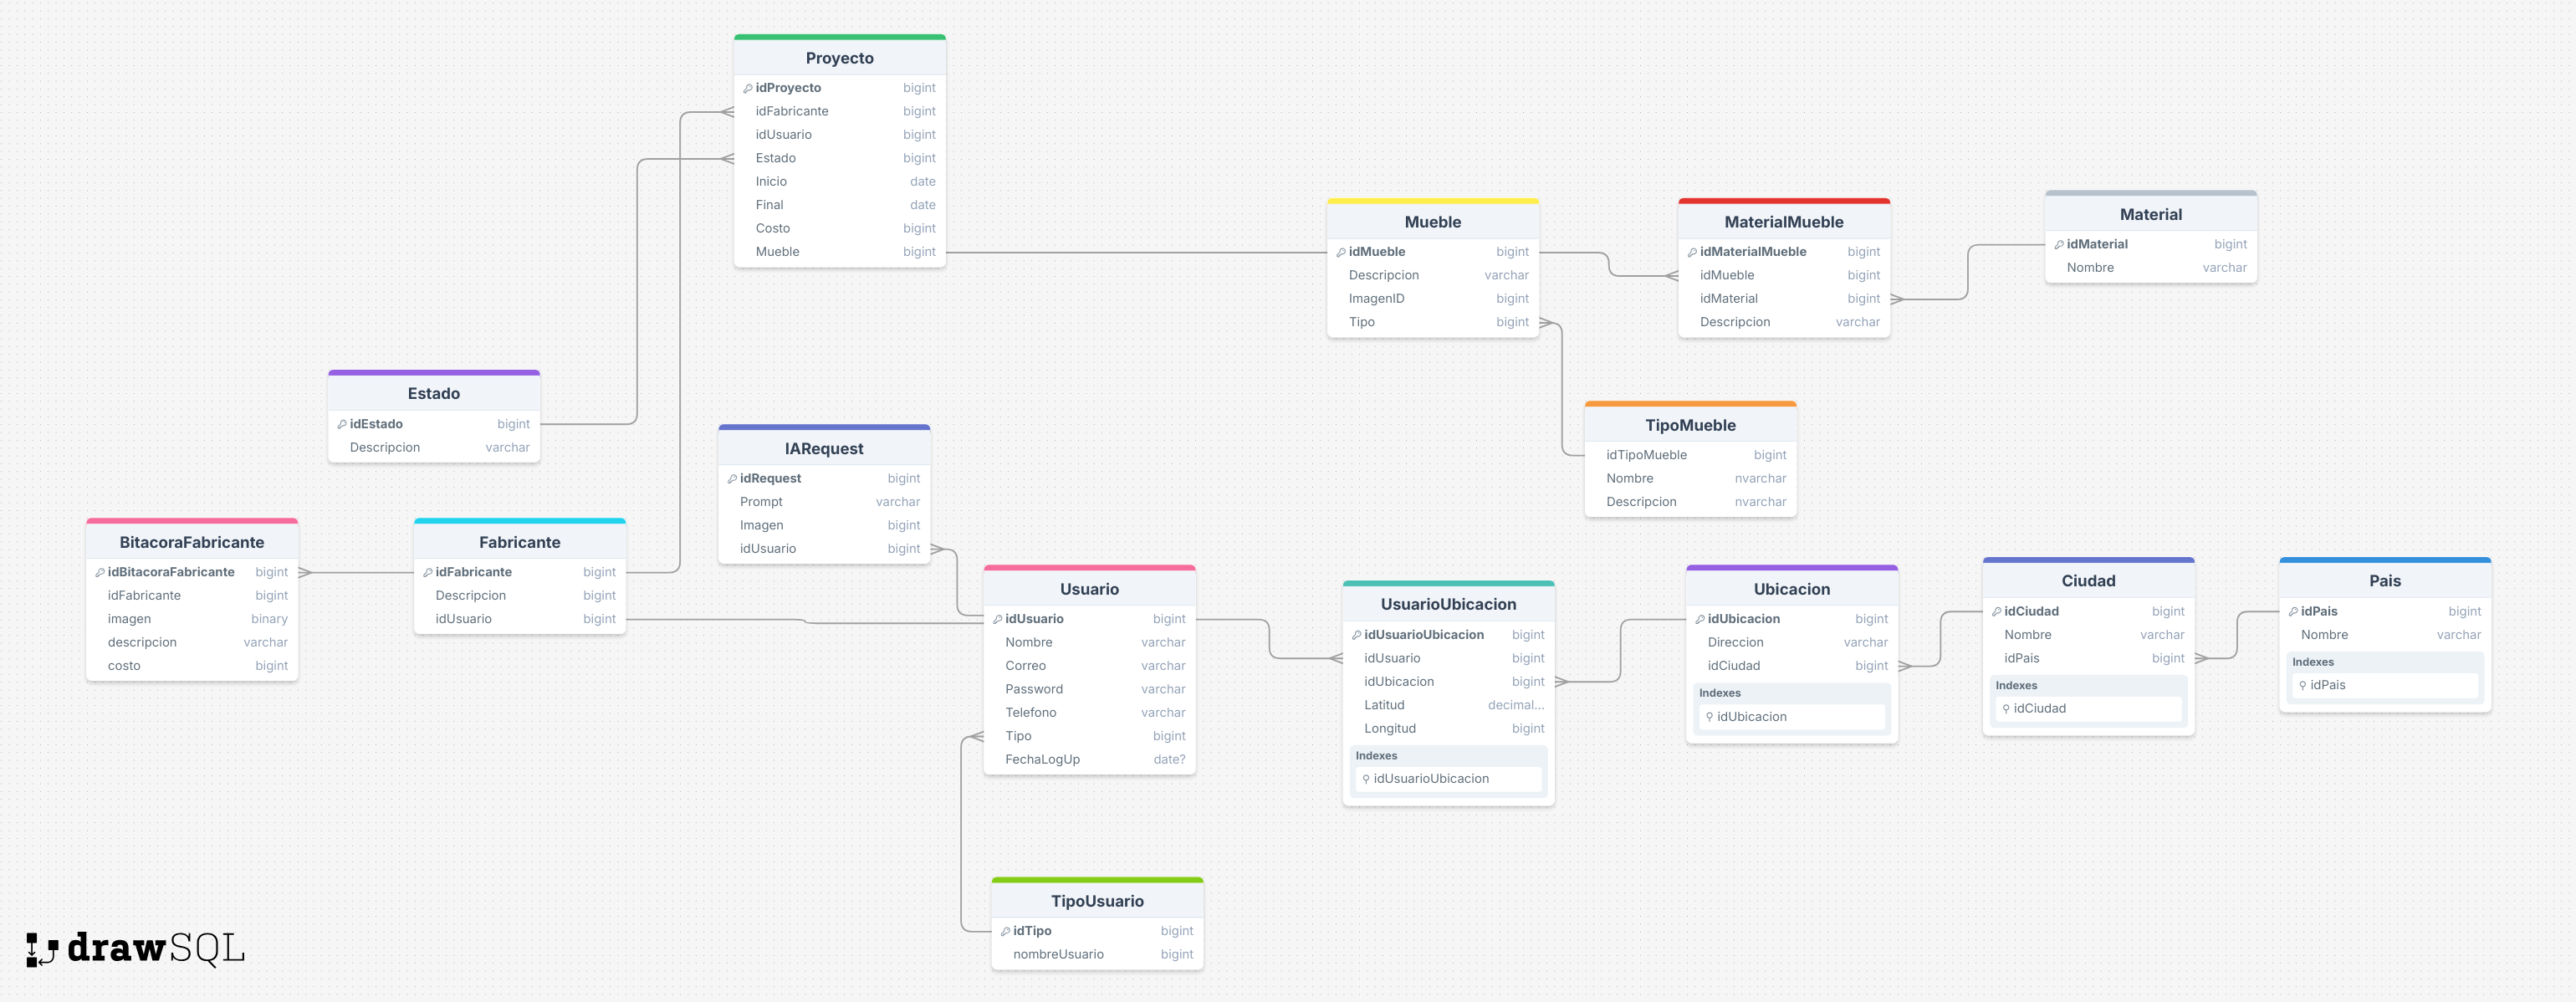 Proyecto
idProyecto bigint
idFabricante bigint
idUsuario bigint
Estado bigint
Inicio date
Final date
Costo bigint
Mueble bigint
Mueble
idMueble bigint
Descripcion varchar
ImagenID bigint
Tipo bigint
MaterialMueble
idMaterialMueble bigint
idMueble bigint
idMaterial bigint
Descripcion varchar
Material
idMaterial bigint
Nombre varchar
Estado
idEstado bigint
Descripcion varchar
IARequest
idRequest bigint
Prompt varchar
Imagen bigint
idUsuario bigint
TipoMueble
idTipoMueble bigint
Nombre nvarchar
Descripcion nvarchar
BitacoraFabricante
idBitacoraFabricante bigint
idFabricante bigint
imagen binary
descripcion varchar
costo bigint
Fabricante
idFabricante bigint
Descripcion bigint
idUsuario bigint
Usuario
idUsuario bigint
Nombre varchar
Correo varchar
Password varchar
Telefono varchar
Tipo bigint
FechaLogUp date?
UsuarioUbicacion
idUsuarioUbicacion bigint
idUsuario bigint
idUbicacion bigint
Latitud decimal...
Longitud bigint
Indexes
idUsuarioUbicacion
Ubicacion
idUbicacion bigint
Direccion varchar
idCiudad bigint
Indexes
idUbicacion
Ciudad
idCiudad bigint
Nombre varchar
idPais bigint
Indexes
idCiudad
Pais
idPais bigint
Nombre varchar
Indexes
idPais
TipoUsuario
idTipo bigint
nombreUsuario bigint
drawSQL